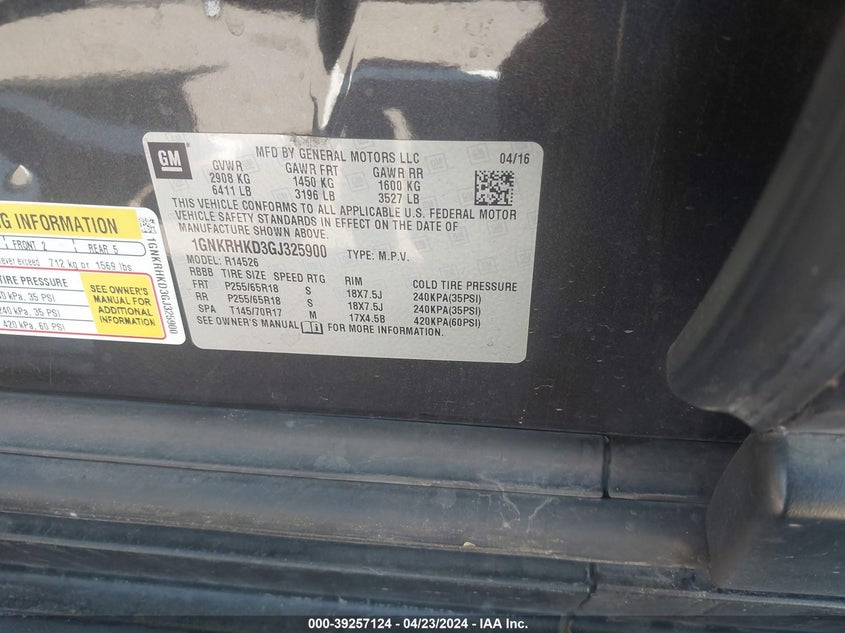 GM
MFD BY GENERAL MOTORS LLC 04/16
GVWR GAWR FRT GAWR RR
2908 KG 1450 KG 1600 KG
6411 LB 3196 LB 3527 LB
THIS VEHICLE CONFORMS TO ALL APPLICABLE U.S. FEDERAL MOTOR
VEHICLE SAFETY STANDARDS IN EFFECT ON THE DATE OF
MANUFACTURE SHOWN ABOVE.
1GNKRHKD3GJ325900 TYPE: M.P.V.
MODEL: R14526
RBBB TIRE SIZE SPEED RTG RIM COLD TIRE PRESSURE
FRT P255/65R18 S 18X7.5J 240KPA(35PSI)
RR P255/65R18 S 18X7.5J 240KPA(35PSI)
SPA T145/70R17 M 17X4.5B 420KPA(60PSI)
SEE OWNER'S MANUAL FOR MORE INFORMATION.
INFORMATION
FRONT 2 REAR 5
exceed 712 kg or 1569 lbs.
TIRE PRESSURE
kPa, 35 PSI
240 kPa, 35 PSI
420 kPa, 60 PSI
SEE OWNER'S
MANUAL FOR
ADDITIONAL
INFORMATION
1GNKRHKD3GJ325900
000-39257124 - 04/23/2024 - IAA Inc.